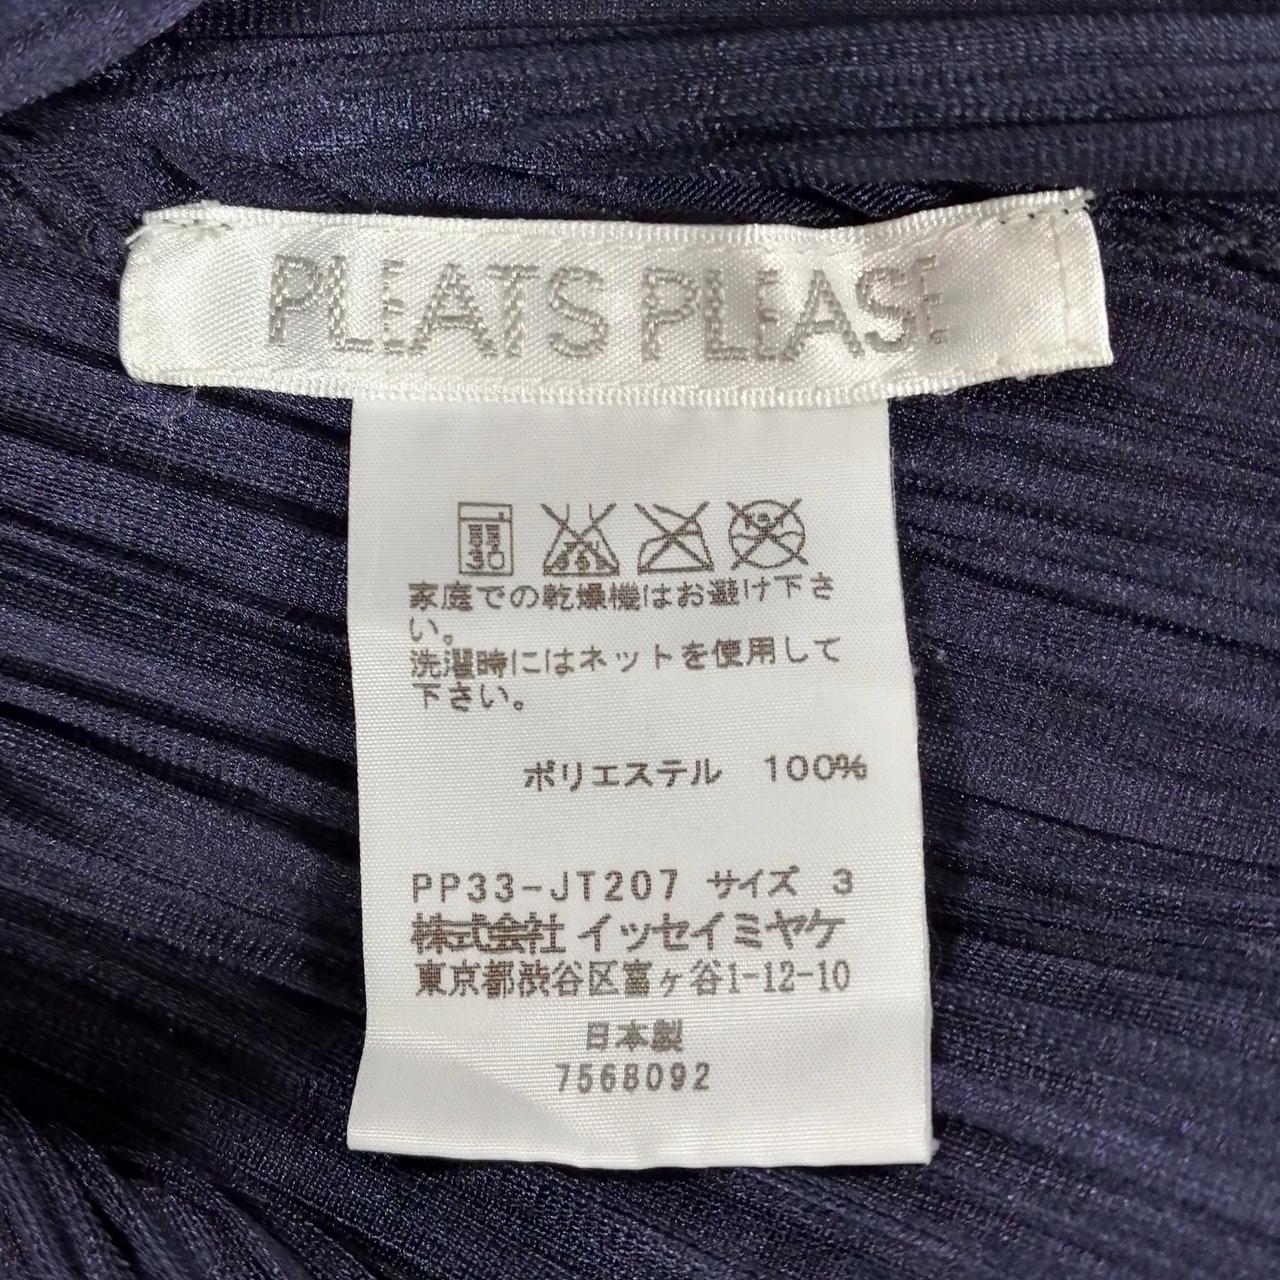 PLEATS PLEASE
30
家庭での乾燥機はお避け下さ
い。
洗濯時にはネットを使用して
下さい。
ポリエステル 100%
PP33-JT207 サイズ 3
株式会社 イッセイミヤケ
東京都渋谷区富ヶ谷1-12-10
日本製
7568092